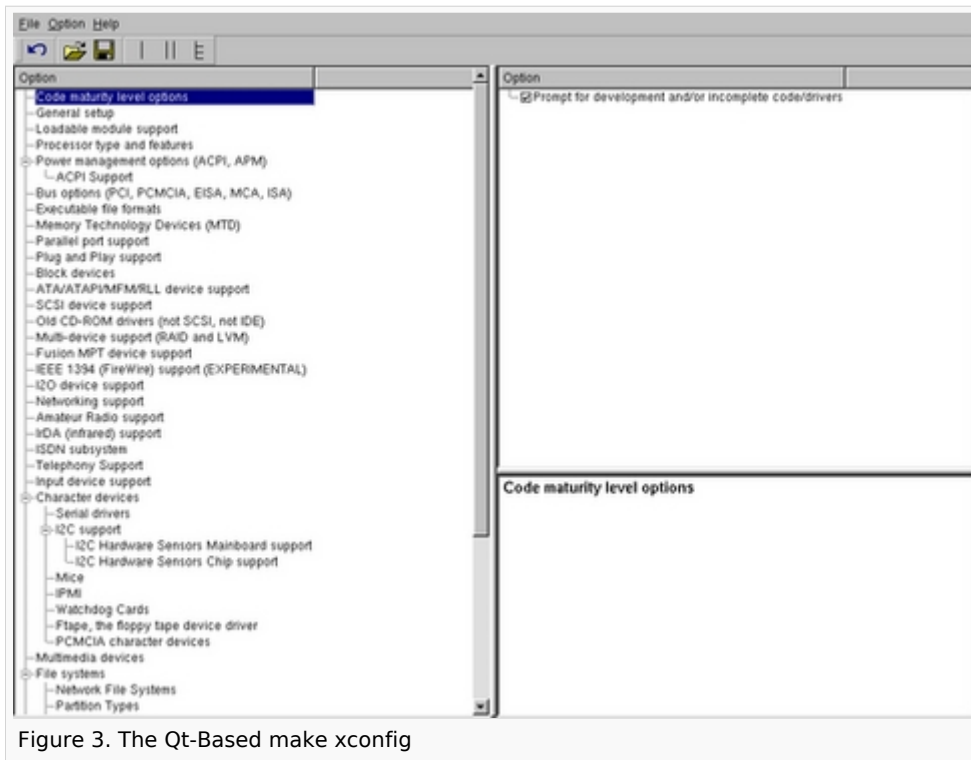 File Option Help
Option
Code maturity level options
General setup
Loadable module support
Processor type and features
Power management options (ACPI, APM)
ACPI Support
Bus options (PCI, PCMCIA, EISA, MCA, ISA)
Executable file formats
Memory Technology Devices (MTD)
Parallel port support
Plug and Play support
Block devices
ATA/ATAPI/MFM/RLL device support
SCSI device support
Old CD-ROM drivers (not SCSI, not IDE)
Multi-device support (RAID and LVM)
Fusion MPT device support
IEEE 1394 (FireWire) support (EXPERIMENTAL)
I2O device support
Networking support
Amateur Radio support
IrDA (infrared) support
ISDN subsystem
Telephony Support
Input device support
Character devices
Serial drivers
I2C support
I2C Hardware Sensors Mainboard support
I2C Hardware Sensors Chip support
Mice
IPMI
Watchdog Cards
Ftape, the floppy tape device driver
PCMCIA character devices
Multimedia devices
File systems
Network File Systems
Partition Types
Option
Prompt for development and/or incomplete code/drivers
Code maturity level options
Figure 3. The Qt-Based make xconfig